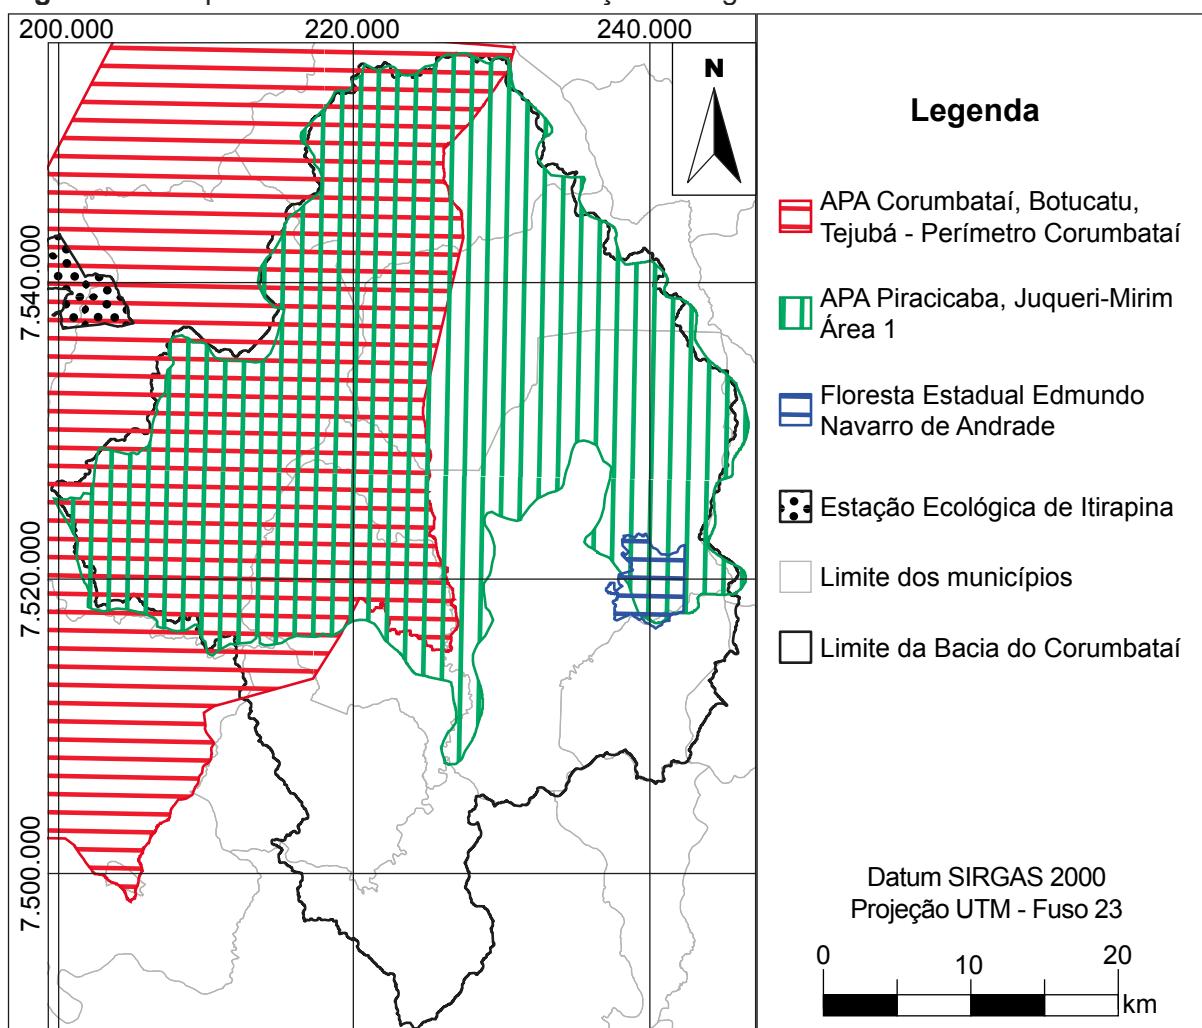 200.000
220.000
240.000
N
7.540.000
7.520.000
7.500.000
Legenda
APA Corumbataí, Botucatu,
Tejubá - Perímetro Corumbataí
APA Piracicaba, Juqueri-Mirim
Área 1
Floresta Estadual Edmundo
Navarro de Andrade
Estação Ecológica de Itirapina
Limite dos municípios
Limite da Bacia do Corumbataí
Datum SIRGAS 2000
Projeção UTM - Fuso 23
0 10 20
km